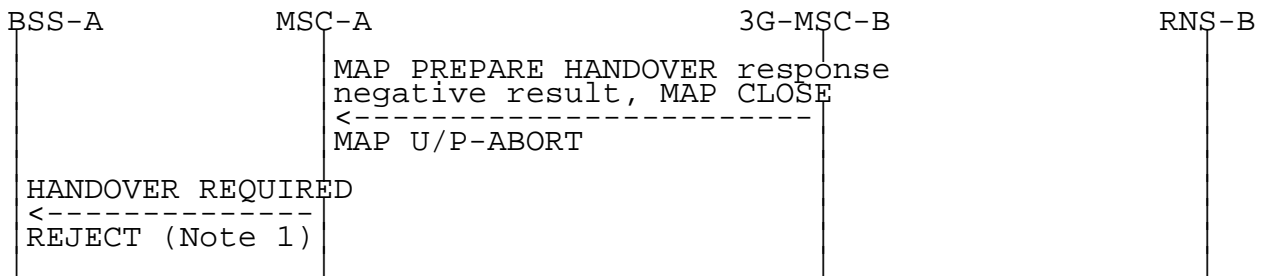 BSS-A MSC-A 3G-MSC-B RNS-B
MAP PREPARE HANDOVER response
negative result, MAP CLOSE
<------------------------
MAP U/P-ABORT
HANDOVER REQUIRED
<--------------
REJECT (Note 1)